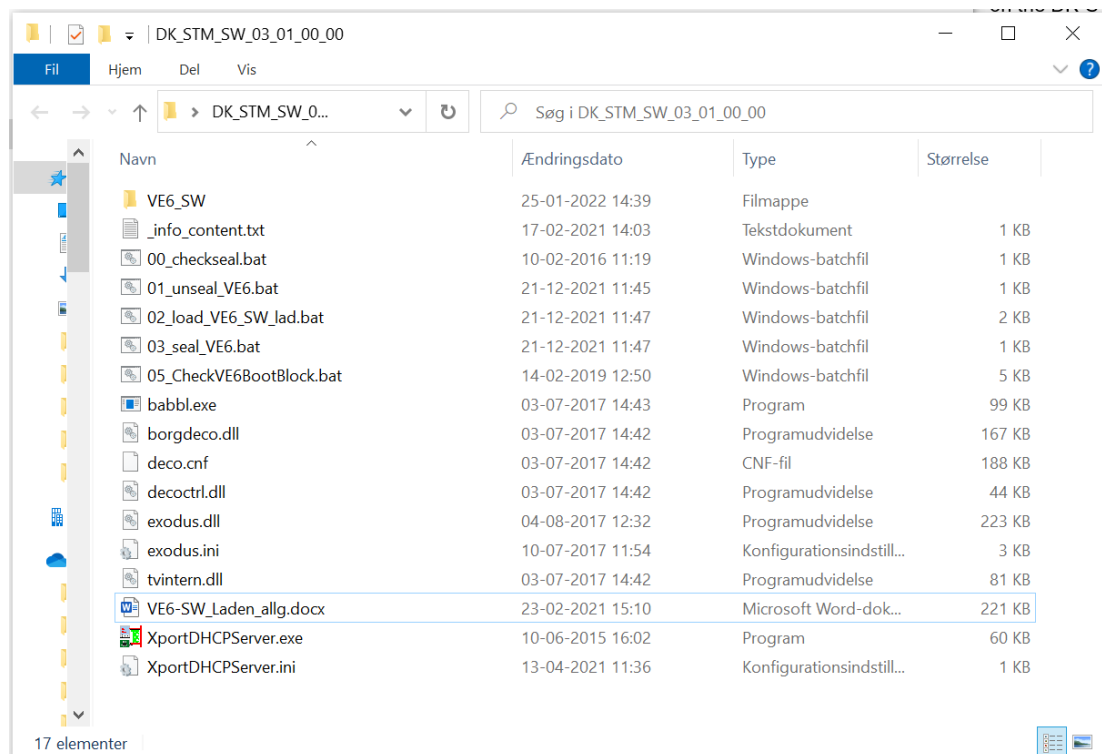 on the DK S
DK_STM_SW_03_01_00_00
Fil Hjem Del Vis
DK_STM_SW_0... Søg i DK_STM_SW_03_01_00_00
Navn Ændringsdato Type Størrelse
VE6_SW 25-01-2022 14:39 Filmappe
_info_content.txt 17-02-2021 14:03 Tekstdokument 1 KB
00_checkseal.bat 10-02-2016 11:19 Windows-batchfil 1 KB
01_unseal_VE6.bat 21-12-2021 11:45 Windows-batchfil 1 KB
02_load_VE6_SW_lad.bat 21-12-2021 11:47 Windows-batchfil 2 KB
03_seal_VE6.bat 21-12-2021 11:47 Windows-batchfil 1 KB
05_CheckVE6BootBlock.bat 14-02-2019 12:50 Windows-batchfil 5 KB
babbl.exe 03-07-2017 14:43 Program 99 KB
borgdeco.dll 03-07-2017 14:42 Programudvidelse 167 KB
deco.cnf 03-07-2017 14:42 CNF-fil 188 KB
decoctrl.dll 03-07-2017 14:42 Programudvidelse 44 KB
exodus.dll 04-08-2017 12:32 Programudvidelse 223 KB
exodus.ini 10-07-2017 11:54 Konfigurationsindstill... 3 KB
tvintern.dll 03-07-2017 14:42 Programudvidelse 81 KB
VE6-SW_Laden_allg.docx 23-02-2021 15:10 Microsoft Word-dok... 221 KB
XportDHCPServer.exe 10-06-2015 16:02 Program 60 KB
XportDHCPServer.ini 13-04-2021 11:36 Konfigurationsindstill... 1 KB
17 elementer